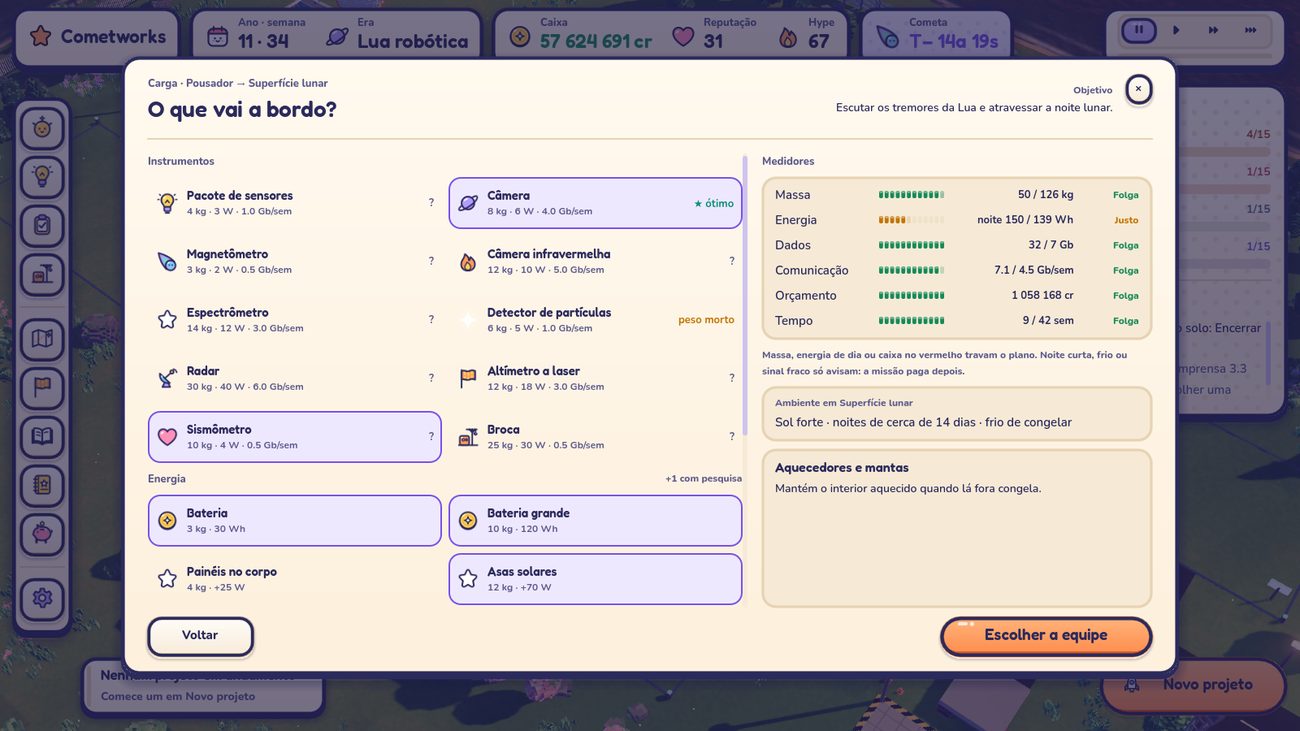 Cometworks
Ano · semana
11 · 34
Era
Lua robótica
Caixa
57 624 691 cr
Reputação
31
Hype
67
Cometa
T− 14a 19s
Carga · Pousador → Superfície lunar
O que vai a bordo?
Objetivo
Escutar os tremores da Lua e atravessar a noite lunar.
×
Instrumentos
Pacote de sensores
4 kg · 3 W · 1.0 Gb/sem
?
Câmera
8 kg · 6 W · 4.0 Gb/sem
★ ótimo
Magnetômetro
3 kg · 2 W · 0.5 Gb/sem
?
Câmera infravermelha
12 kg · 10 W · 5.0 Gb/sem
?
Espectrômetro
14 kg · 12 W · 3.0 Gb/sem
?
Detector de partículas
6 kg · 5 W · 1.0 Gb/sem
peso morto
Radar
30 kg · 40 W · 6.0 Gb/sem
?
Altímetro a laser
12 kg · 18 W · 3.0 Gb/sem
?
Sismômetro
10 kg · 4 W · 0.5 Gb/sem
?
Broca
25 kg · 30 W · 0.5 Gb/sem
?
Energia
+1 com pesquisa
Bateria
3 kg · 30 Wh
Bateria grande
10 kg · 120 Wh
Painéis no corpo
4 kg · +25 W
Asas solares
12 kg · +70 W
Medidores
Massa 50 / 126 kg Folga
Energia noite 150 / 139 Wh Justo
Dados 32 / 7 Gb Folga
Comunicação 7.1 / 4.5 Gb/sem Folga
Orçamento 1 058 168 cr Folga
Tempo 9 / 42 sem Folga
Massa, energia de dia ou caixa no vermelho travam o plano. Noite curta, frio ou
sinal fraco só avisam: a missão paga depois.
Ambiente em Superfície lunar
Sol forte · noites de cerca de 14 dias · frio de congelar
Aquecedores e mantas
Mantém o interior aquecido quando lá fora congela.
Voltar
Escolher a equipe
4/15
1/15
1/15
1/15
o solo: Encerrar
mprensa 3.3
olher uma
Comece um em Novo projeto
Novo projeto